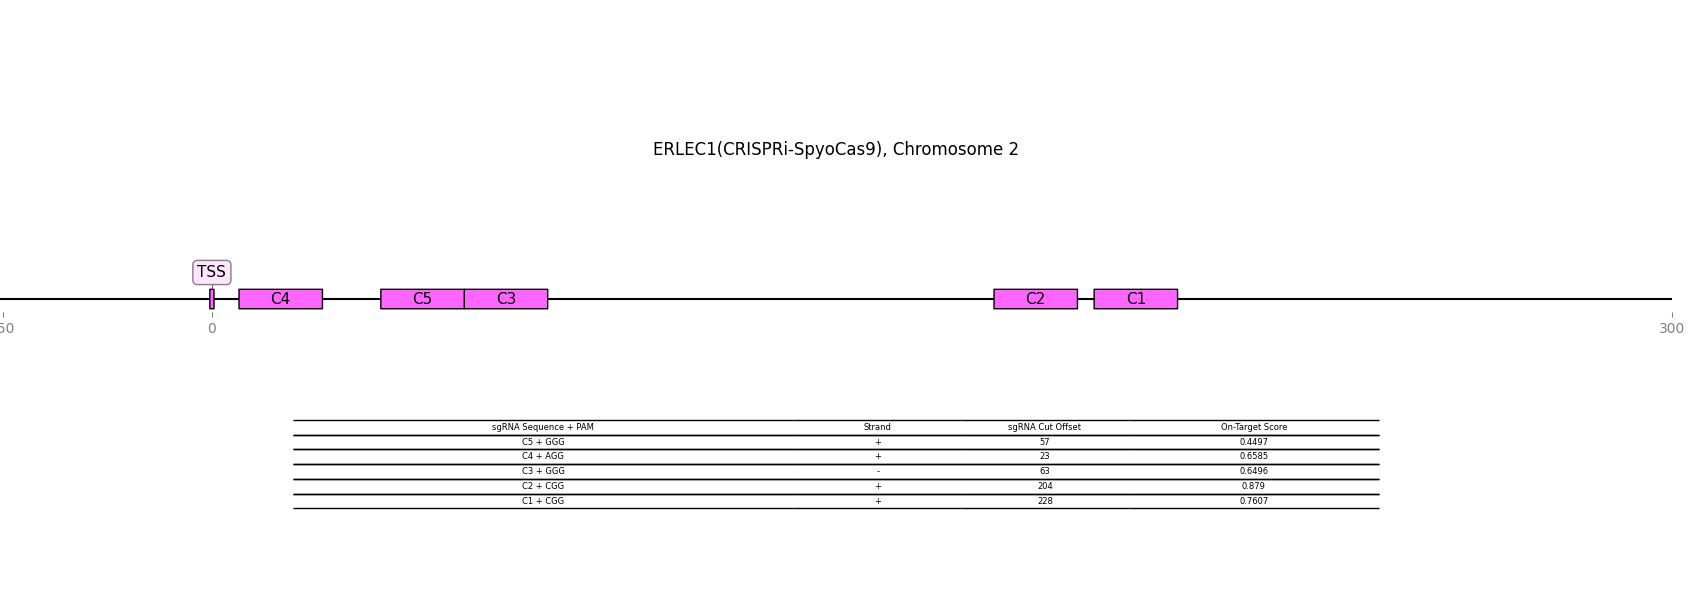 ERLEC1(CRISPRi-SpyoCas9), Chromosome 2
TSS
C4 C5 C3 C2 C1
50 0 300
sgRNA Sequence + PAM Strand sgRNA Cut Offset On-Target Score
C5 + GGG + 57 0.4497
C4 + AGG + 23 0.6585
C3 + GGG - 63 0.6496
C2 + CGG + 204 0.879
C1 + CGG + 228 0.7607